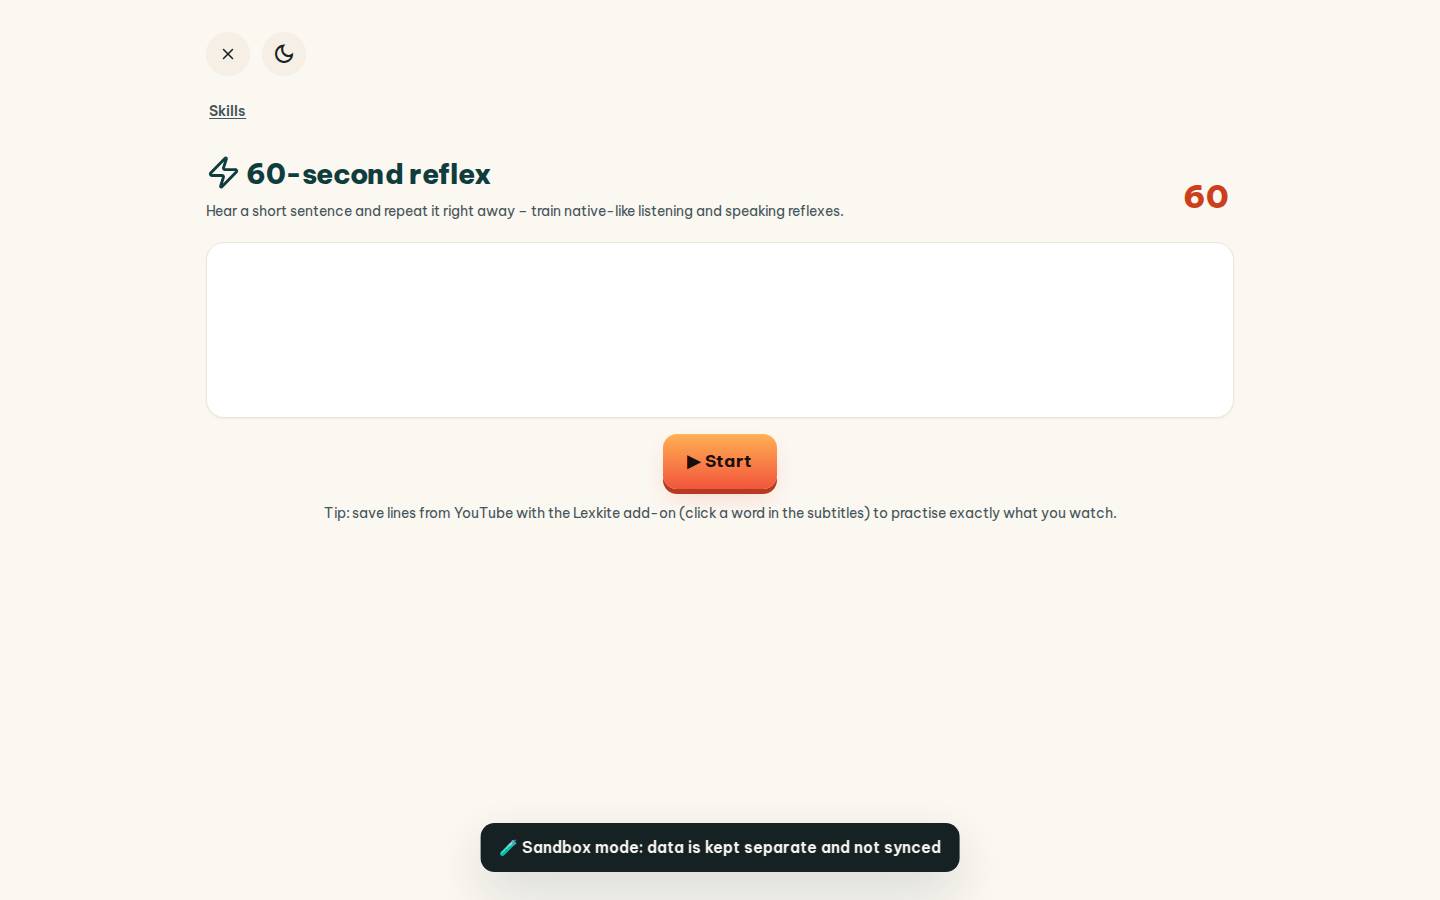 Skills
60-second reflex
Hear a short sentence and repeat it right away – train native-like listening and speaking reflexes.
60
▶ Start
Tip: save lines from YouTube with the Lexkite add-on (click a word in the subtitles) to practise exactly what you watch.
🧪 Sandbox mode: data is kept separate and not synced